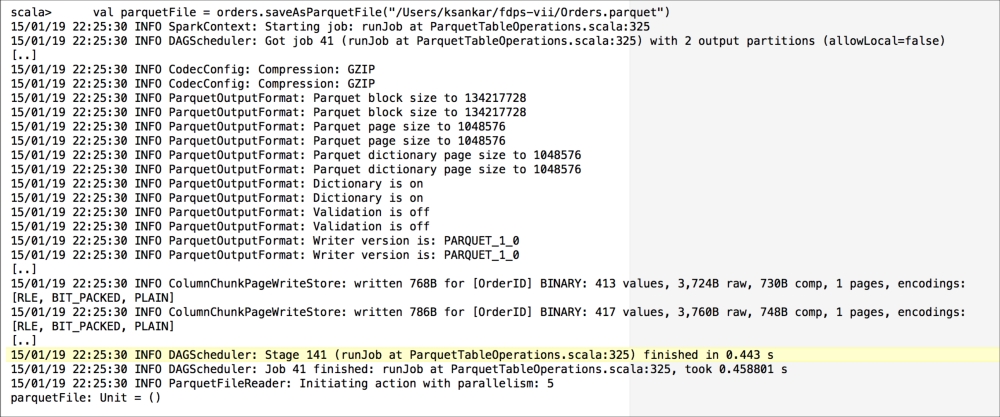 scala>      val parquetFile = orders.saveAsParquetFile("/Users/ksankar/fdps-vii/Orders.parquet")
15/01/19 22:25:30 INFO SparkContext: Starting job: runJob at ParquetTableOperations.scala:325
15/01/19 22:25:30 INFO DAGScheduler: Got job 41 (runJob at ParquetTableOperations.scala:325) with 2 output partitions (allowLocal=false)
[..]
15/01/19 22:25:30 INFO CodecConfig: Compression: GZIP
15/01/19 22:25:30 INFO CodecConfig: Compression: GZIP
15/01/19 22:25:30 INFO ParquetOutputFormat: Parquet block size to 134217728
15/01/19 22:25:30 INFO ParquetOutputFormat: Parquet block size to 134217728
15/01/19 22:25:30 INFO ParquetOutputFormat: Parquet page size to 1048576
15/01/19 22:25:30 INFO ParquetOutputFormat: Parquet page size to 1048576
15/01/19 22:25:30 INFO ParquetOutputFormat: Parquet dictionary page size to 1048576
15/01/19 22:25:30 INFO ParquetOutputFormat: Parquet dictionary page size to 1048576
15/01/19 22:25:30 INFO ParquetOutputFormat: Dictionary is on
15/01/19 22:25:30 INFO ParquetOutputFormat: Dictionary is on
15/01/19 22:25:30 INFO ParquetOutputFormat: Validation is off
15/01/19 22:25:30 INFO ParquetOutputFormat: Validation is off
15/01/19 22:25:30 INFO ParquetOutputFormat: Writer version is: PARQUET_1_0
15/01/19 22:25:30 INFO ParquetOutputFormat: Writer version is: PARQUET_1_0
[..]
15/01/19 22:25:30 INFO ColumnChunkPageWriteStore: written 768B for [OrderID] BINARY: 413 values, 3,724B raw, 730B comp, 1 pages, encodings:
[RLE, BIT_PACKED, PLAIN]
15/01/19 22:25:30 INFO ColumnChunkPageWriteStore: written 786B for [OrderID] BINARY: 417 values, 3,760B raw, 748B comp, 1 pages, encodings:
[RLE, BIT_PACKED, PLAIN]
[..]
15/01/19 22:25:30 INFO DAGScheduler: Stage 141 (runJob at ParquetTableOperations.scala:325) finished in 0.443 s
15/01/19 22:25:30 INFO DAGScheduler: Job 41 finished: runJob at ParquetTableOperations.scala:325, took 0.458801 s
15/01/19 22:25:30 INFO ParquetFileReader: Initiating action with parallelism: 5
parquetFile: Unit = ()